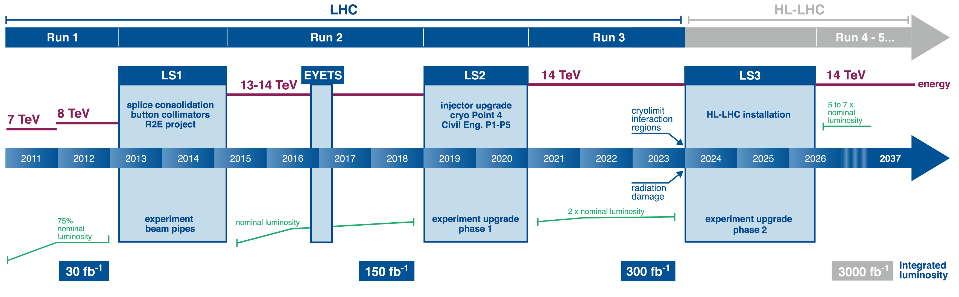 LHC
HL-LHC
Run 1
Run 2
Run 3
Run 4 - 5...
LS1
EYETS
LS2
LS3
7 TeV
8 TeV
13-14 TeV
14 TeV
14 TeV
energy
splice consolidation
button collimators
R2E project
injector upgrade
cryo Point 4
Civil Eng. P1-P5
cryolimit
interaction
regions
HL-LHC installation
5 to 7 x
nominal
luminosity
2011 2012 2013 2014 2015 2016 2017 2018 2019 2020 2021 2022 2023 2024 2025 2026 2037
radiation
damage
75%
nominal
luminosity
experiment
beam pipes
nominal luminosity
experiment upgrade
phase 1
2 x nominal luminosity
experiment upgrade
phase 2
30 fb⁻¹
150 fb⁻¹
300 fb⁻¹
3000 fb⁻¹
Integrated
luminosity